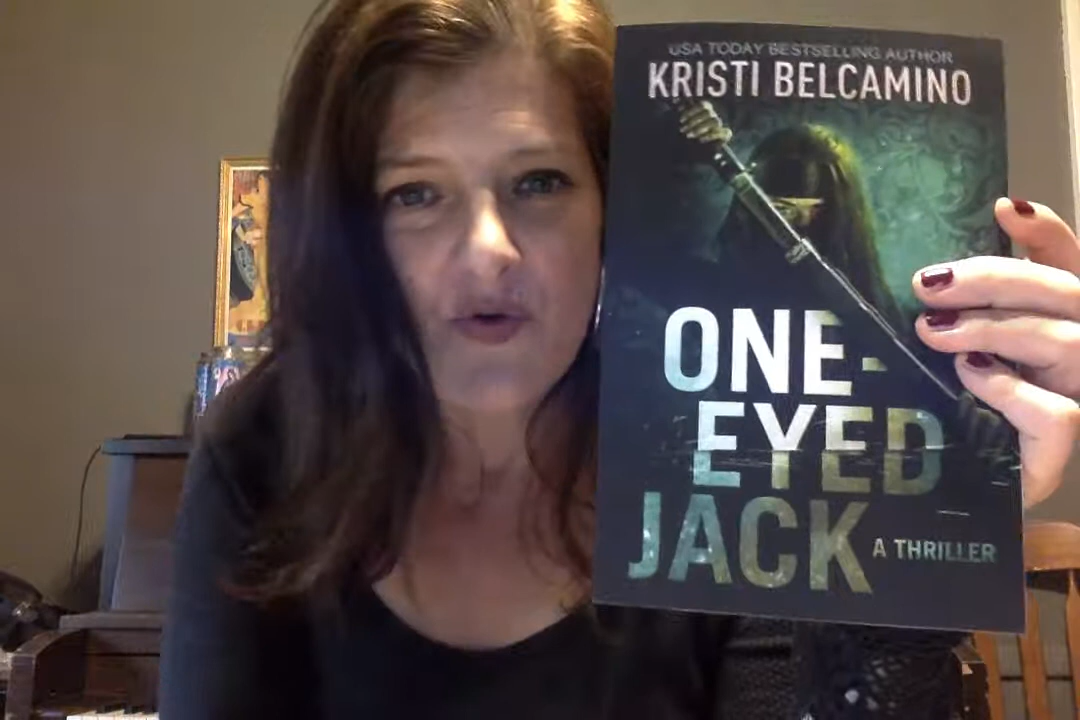 USA TODAY BESTSELLING AUTHOR
KRISTI BELCAMINO
ONE-
EYED
JACK
A THRILLER